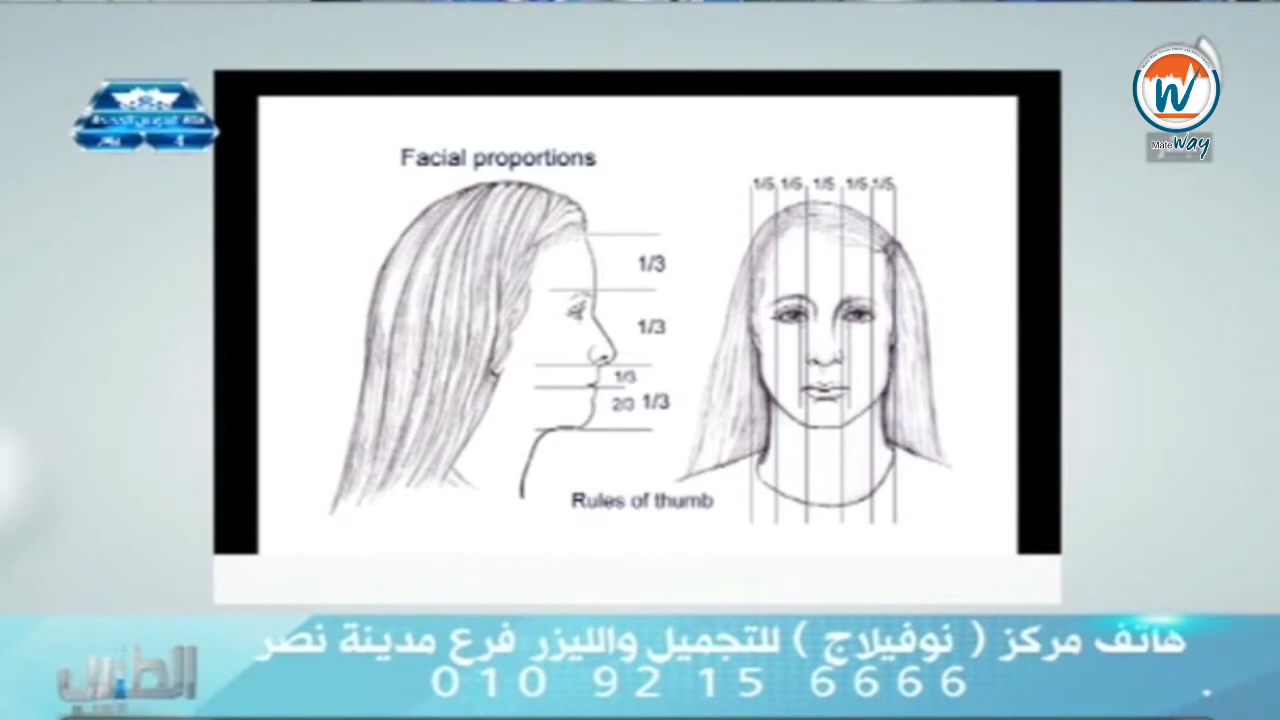 Mate Way
Facial proportions
1/5 1/5 1/5 1/5 1/5
1/3
1/3
1/3
2/3 1/3
Rules of thumb
هاتف مركز ( نوفيلاج ) للتجميل والليزر فرع مدينة نصر
010 92 15 6666
الطبيب